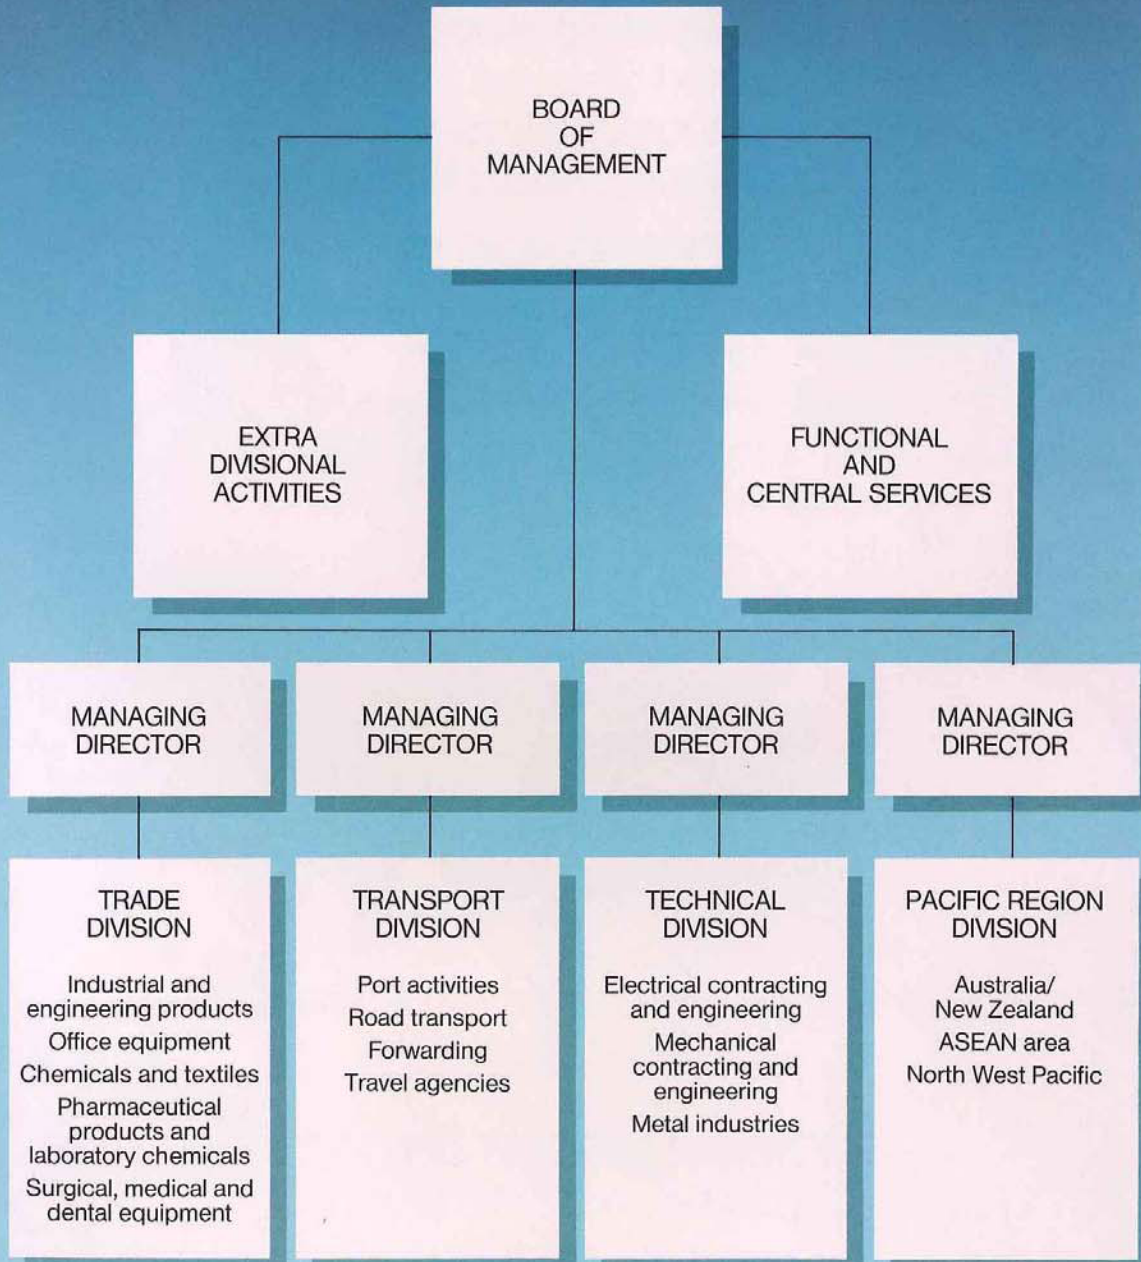 BOARD
OF
MANAGEMENT
EXTRA
DIVISIONAL
ACTIVITIES
FUNCTIONAL
AND
CENTRAL SERVICES
MANAGING
DIRECTOR
MANAGING
DIRECTOR
MANAGING
DIRECTOR
MANAGING
DIRECTOR
TRADE
DIVISION
Industrial and
engineering products
Office equipment
Chemicals and textiles
Pharmaceutical
products and
laboratory chemicals
Surgical, medical and
dental equipment
TRANSPORT
DIVISION
Port activities
Road transport
Forwarding
Travel agencies
TECHNICAL
DIVISION
Electrical contracting
and engineering
Mechanical
contracting and
engineering
Metal industries
PACIFIC REGION
DIVISION
Australia/
New Zealand
ASEAN area
North West Pacific